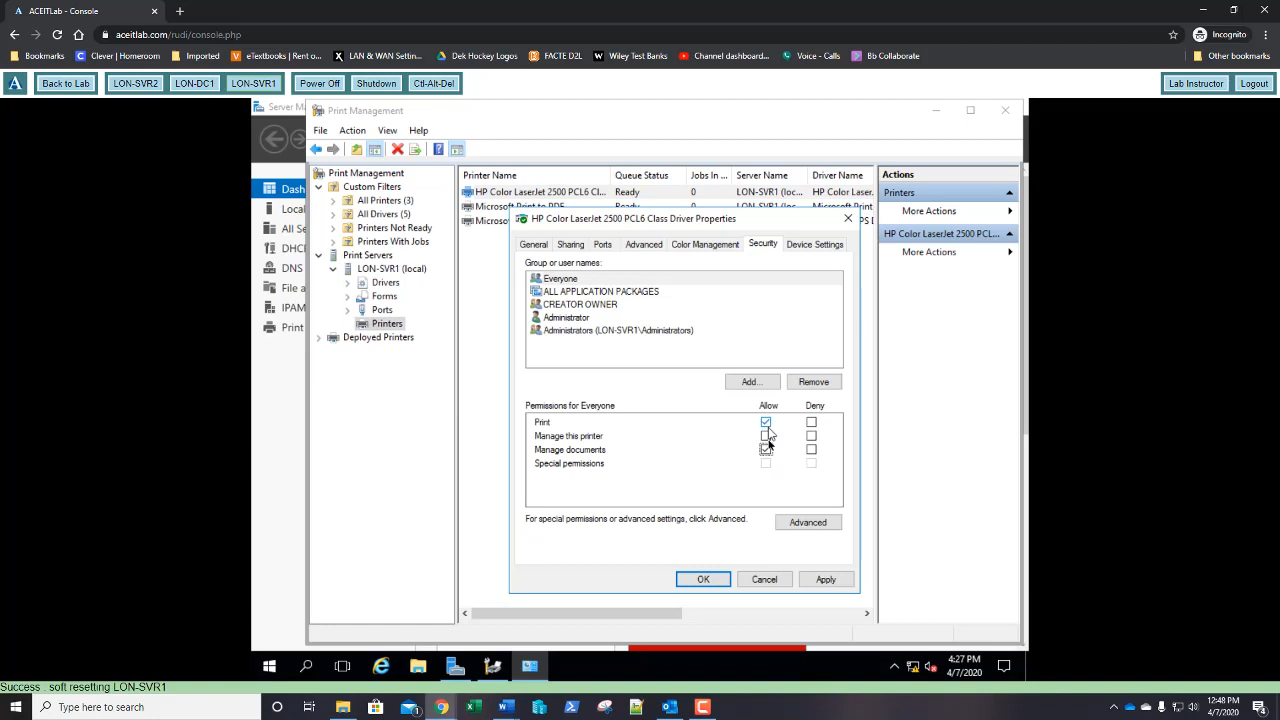 ACEITLab - Console
aceitlab.com/rudi/console.php
Incognito
Bookmarks
Clever | Homeroom
Imported
eTextbooks | Rent o...
LAN & WAN Settin...
Dek Hockey Logos
FACTE D2L
Wiley Test Banks
Channel dashboard...
Voice - Calls
Bb Collaborate
Other bookmarks
A
Back to Lab
LON-SVR2
LON-DC1
LON-SVR1
Power Off
Shutdown
Ctl-Alt-Del
Lab Instructor
Logout
Server Ma
Print Management
File
Action
View
Help
Dash
Local
All Se
DHC
DNS
File a
IPAM
Print
Print Management
Custom Filters
All Printers (3)
All Drivers (5)
Printers Not Ready
Printers With Jobs
Print Servers
LON-SVR1 (local)
Drivers
Forms
Ports
Printers
Deployed Printers
Printer Name
Queue Status
Jobs In ...
Server Name
Driver Name
HP Color LaserJet 2500 PCL6 Cl...
Ready
0
LON-SVR1 (loc...
HP Color Laser.
Microsoft Print to PDF
Ready
0
LON-SVR1 (loc...
Microsoft Print
Microsoft
Actions
Printers
More Actions
HP Color LaserJet 2500 PCL...
More Actions
HP Color LaserJet 2500 PCL6 Class Driver Properties
General
Sharing
Ports
Advanced
Color Management
Security
Device Settings
Group or user names:
Everyone
ALL APPLICATION PACKAGES
CREATOR OWNER
Administrator
Administrators (LON-SVR1\Administrators)
Add...
Remove
Permissions for Everyone
Allow
Deny
Print
Manage this printer
Manage documents
Special permissions
For special permissions or advanced settings, click Advanced.
Advanced
OK
Cancel
Apply
4:27 PM
4/7/2020
Success : soft resetting LON-SVR1
Type here to search
12:48 PM
4/7/2020